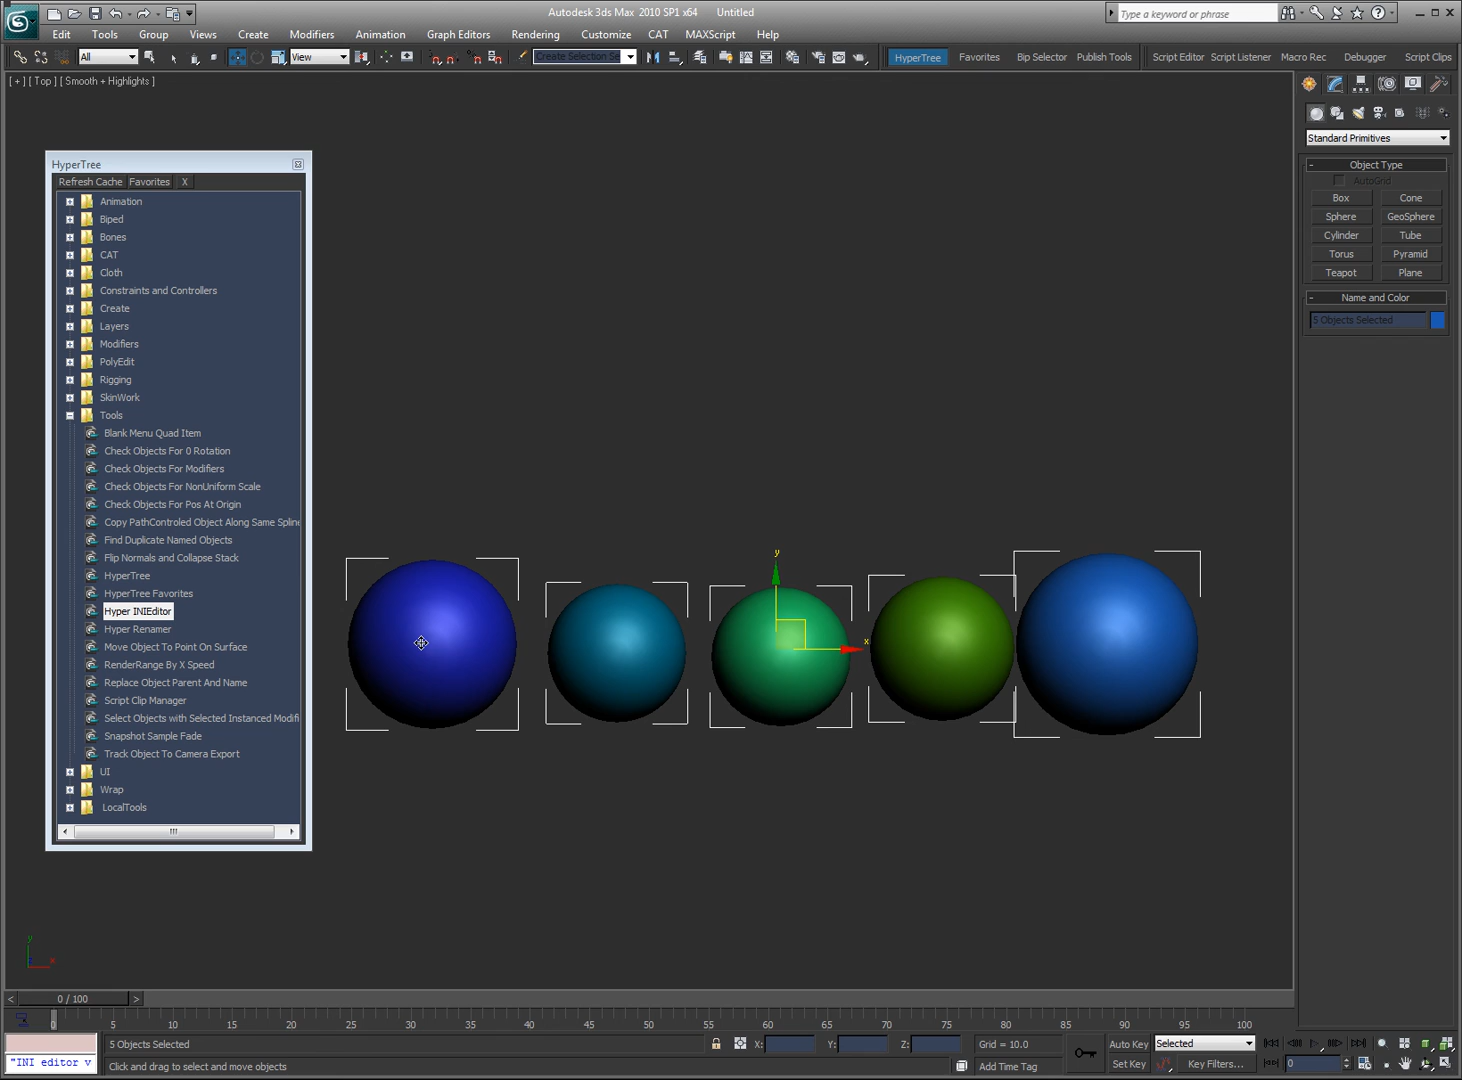 Autodesk 3ds Max 2010 SP1 x64 Untitled
Type a keyword or phrase
Edit Tools Group Views Create Modifiers Animation Graph Editors Rendering Customize CAT MAXScript Help
All View Create Selection Se HyperTree Favorites Bip Selector Publish Tools Script Editor Script Listener Macro Rec Debugger Script Clips
[ + ] [ Top ] [ Smooth + Highlights ]
Standard Primitives
- Object Type
AutoGrid
Box Cone
Sphere GeoSphere
Cylinder Tube
Torus Pyramid
Teapot Plane
- Name and Color
5 Objects Selected
HyperTree
Refresh Cache Favorites X
Animation
Biped
Bones
CAT
Cloth
Constraints and Controllers
Create
Layers
Modifiers
PolyEdit
Rigging
SkinWork
Tools
Blank Menu Quad Item
Check Objects For 0 Rotation
Check Objects For Modifiers
Check Objects For NonUniform Scale
Check Objects For Pos At Origin
Copy PathControled Object Along Same Spline
Find Duplicate Named Objects
Flip Normals and Collapse Stack
HyperTree
HyperTree Favorites
Hyper INIEditor
Hyper Renamer
Move Object To Point On Surface
RenderRange By X Speed
Replace Object Parent And Name
Script Clip Manager
Select Objects with Selected Instanced Modifi
Snapshot Sample Fade
Track Object To Camera Export
UI
Wrap
LocalTools
y
x
y
x
< 0 / 100 >
0 5 10 15 20 25 30 35 40 45 50 55 60 65 70 75 80 85 90 95 100
5 Objects Selected X: Y: Z: Grid = 10.0 Auto Key Selected
"INI editor v Click and drag to select and move objects Add Time Tag Set Key Key Filters... 0